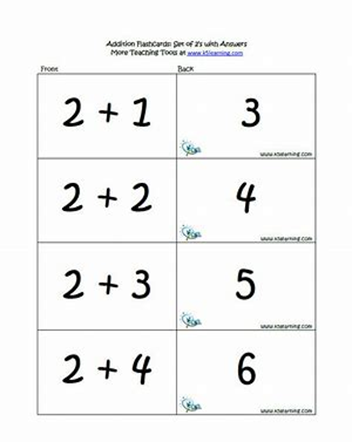 Addition Flashcards: Set of 2's with Answers
More Teaching Tools at www.k5learning.com
Front Back
2 + 1 3
www.k5learning.com
2 + 2 4
www.k5learning.com
2 + 3 5
www.k5learning.com
2 + 4 6
www.k5learning.com